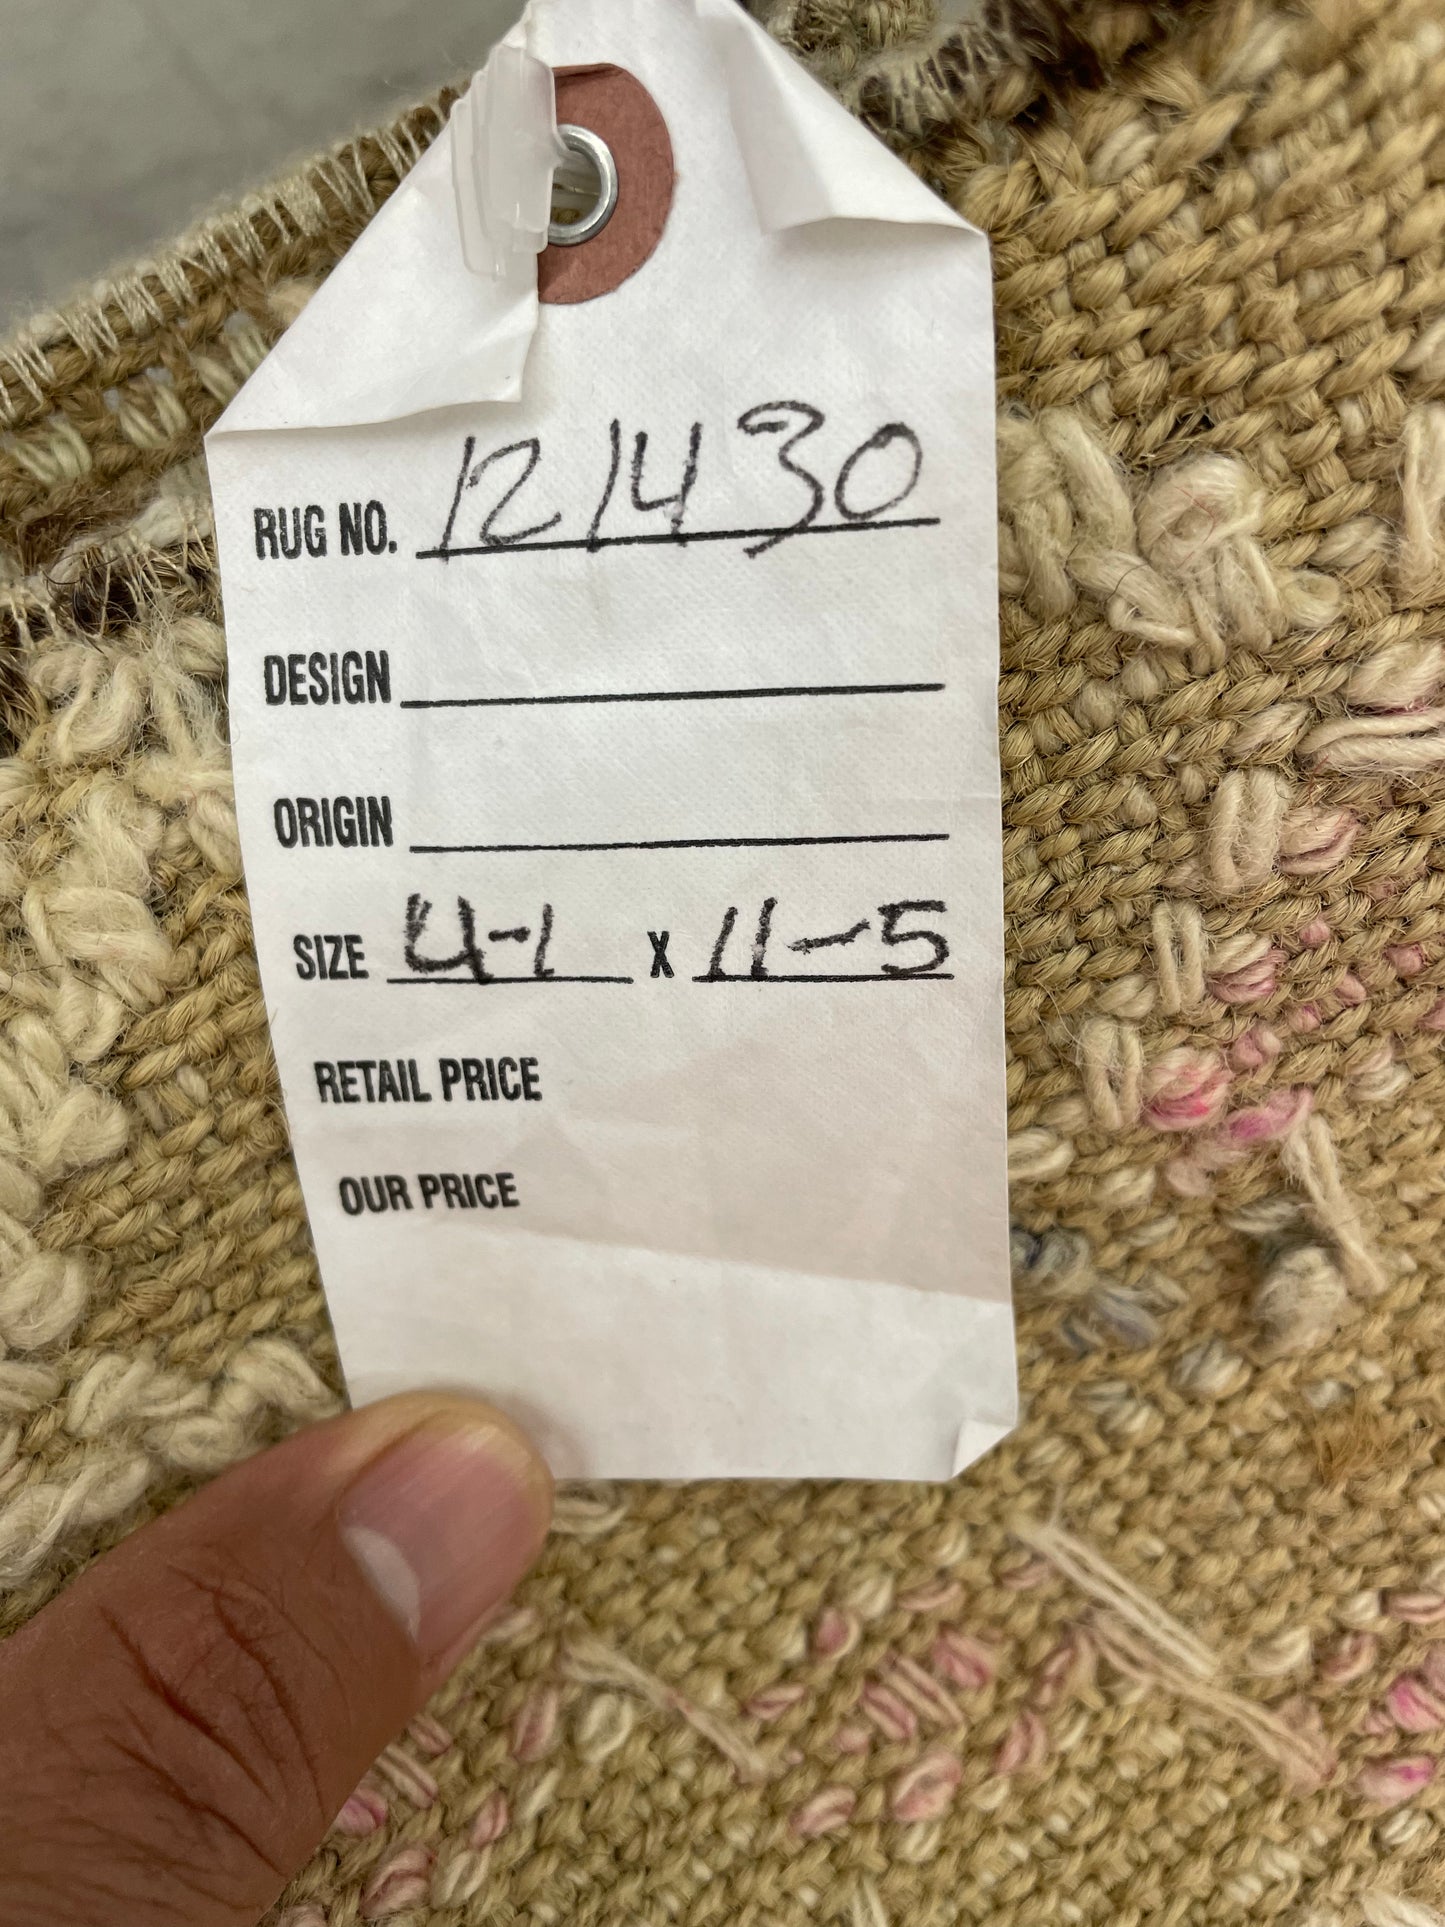 RUG NO. 121430
DESIGN
ORIGIN
SIZE 4-1 X 11-5
RETAIL PRICE
OUR PRICE